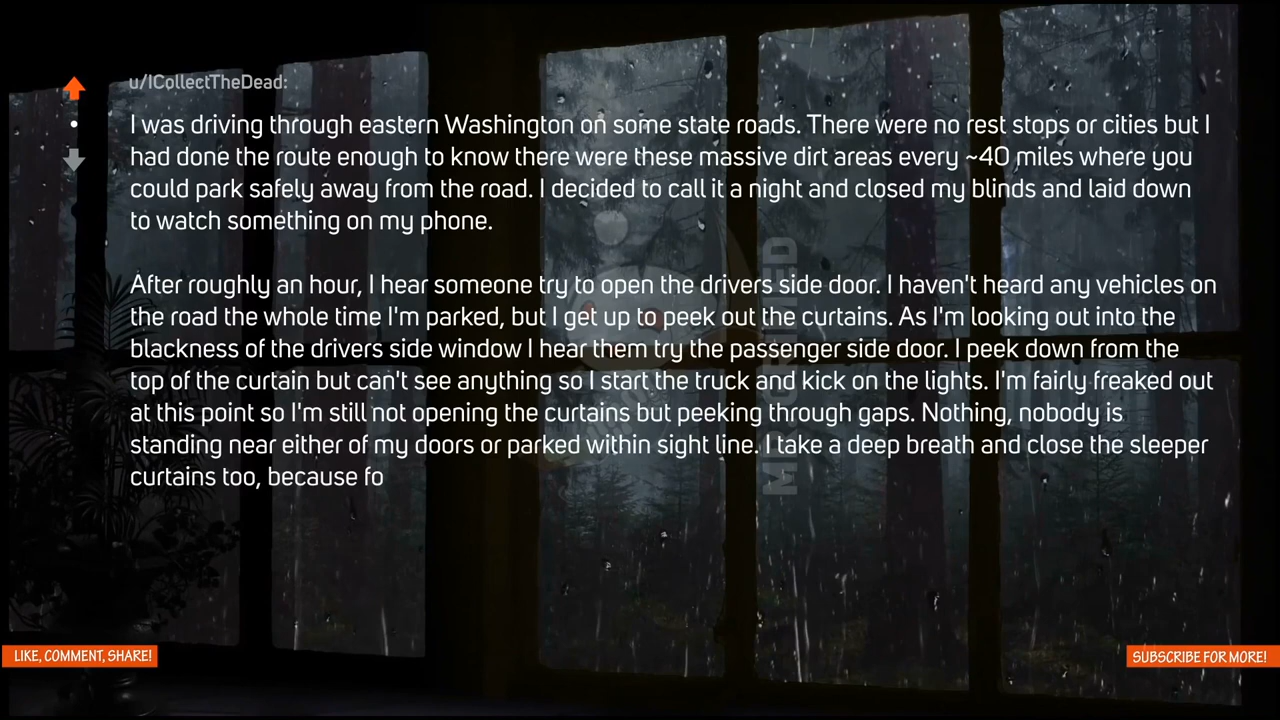 u/ICollectTheDead:
I was driving through eastern Washington on some state roads. There were no rest stops or cities but I
had done the route enough to know there were these massive dirt areas every ~40 miles where you
could park safely away from the road. I decided to call it a night and closed my blinds and laid down
to watch something on my phone.
After roughly an hour, I hear someone try to open the drivers side door. I haven't heard any vehicles on
the road the whole time I'm parked, but I get up to peek out the curtains. As I'm looking out into the
blackness of the drivers side window I hear them try the passenger side door. I peek down from the
top of the curtain but can't see anything so I start the truck and kick on the lights. I'm fairly freaked out
at this point so I'm still not opening the curtains but peeking through gaps. Nothing, nobody is
standing near either of my doors or parked within sight line. I take a deep breath and close the sleeper
curtains too, because fo
LIKE, COMMENT, SHARE!
SUBSCRIBE FOR MORE!